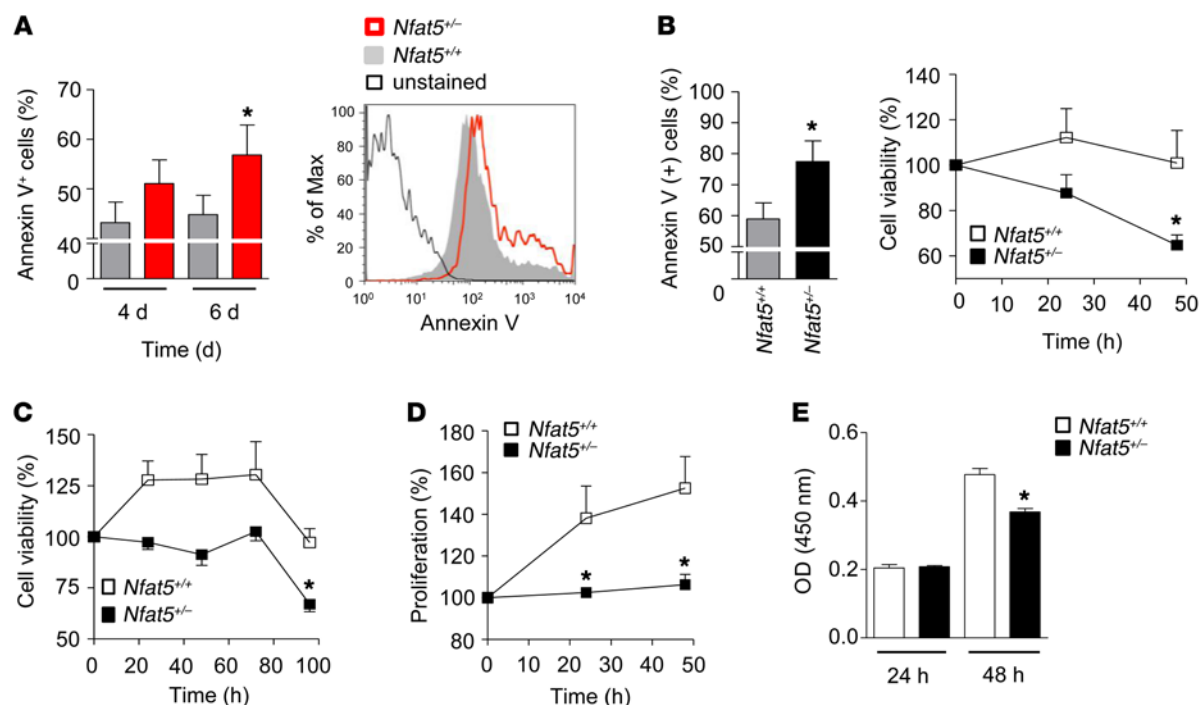 A
Annexin V⁺ cells (%)
70
60
50
40
0
*
4 d
6 d
Time (d)
Nfat5⁺/⁻
Nfat5⁺/⁺
unstained
% of Max
100
80
60
40
20
0
10⁰
10¹
10²
10³
10⁴
Annexin V
B
Annexin V (+) cells (%)
100
90
80
70
60
50
0
*
Nfat5⁺/⁺
Nfat5⁺/⁻
Cell viability (%)
140
120
100
80
60
Nfat5⁺/⁺
Nfat5⁺/⁻
*
0
10
20
30
40
50
Time (h)
C
Cell viability (%)
150
125
100
75
50
Nfat5⁺/⁺
Nfat5⁺/⁻
*
0
20
40
60
80
100
Time (h)
D
Nfat5⁺/⁺
Nfat5⁺/⁻
Proliferation (%)
180
160
140
120
100
80
*
*
0
10
20
30
40
50
Time (h)
E
Nfat5⁺/⁺
Nfat5⁺/⁻
OD (450 nm)
0.6
0.4
0.2
0.0
*
24 h
48 h